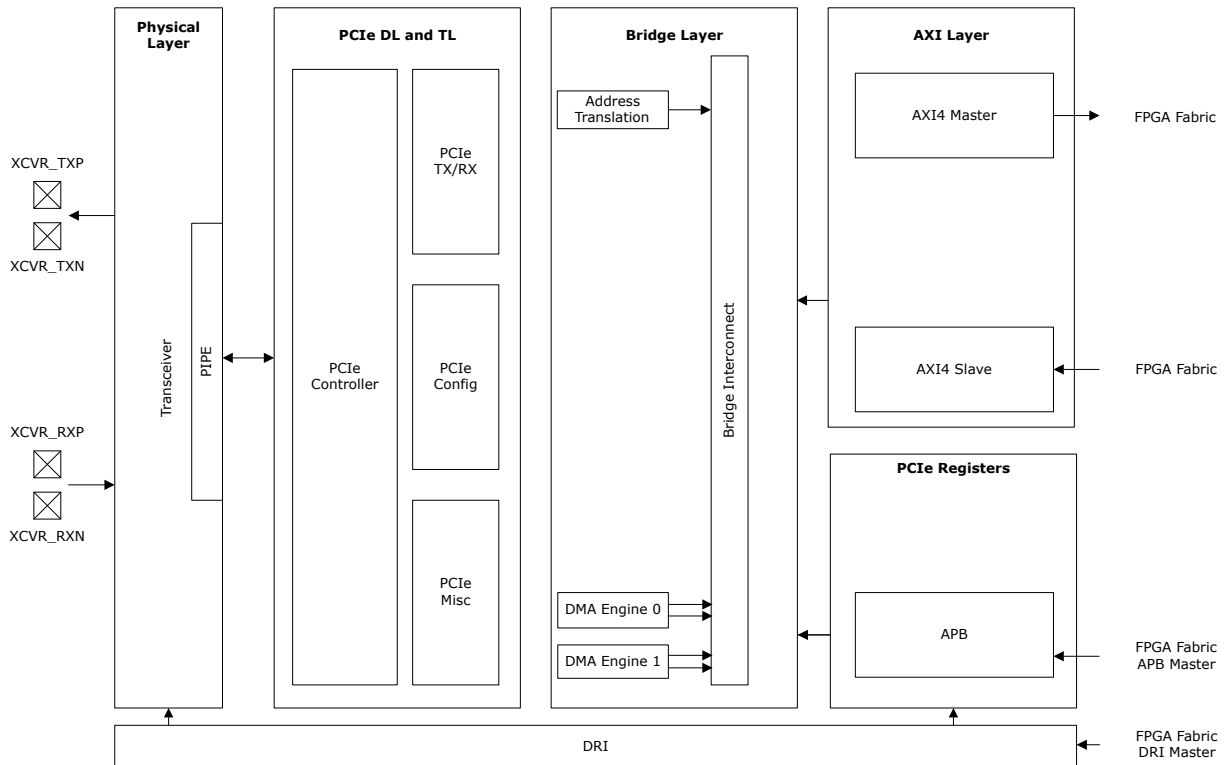 Physical
Layer
PCIe DL and TL
Bridge Layer
AXI Layer
Address
Translation
AXI4 Master
FPGA Fabric
PCIe
TX/RX
XCVR_TXP
XCVR_TXN
Transceiver
PIPE
PCIe
Controller
PCIe
Config
Bridge Interconnect
AXI4 Slave
FPGA Fabric
XCVR_RXP
XCVR_RXN
PCIe Registers
PCIe
Misc
DMA Engine 0
DMA Engine 1
APB
FPGA Fabric
APB Master
DRI
FPGA Fabric
DRI Master